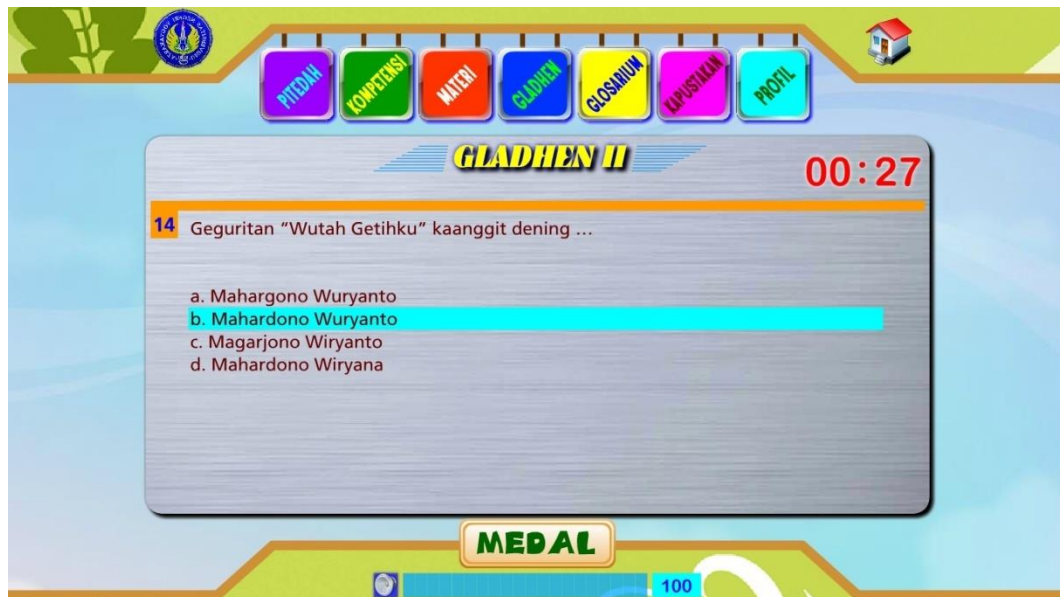 PITEDAH
KOMPETENSI
MATERI
GLADHEN
GLOSARIUM
KAPUSTAKAN
PROFIL
GLADHEN II
00:27
14 Geguritan “Wutah Getihku” kaanggit dening ...
a. Mahargono Wuryanto
b. Mahardono Wuryanto
c. Magarjono Wiryanto
d. Mahardono Wiryana
MEDAL
100